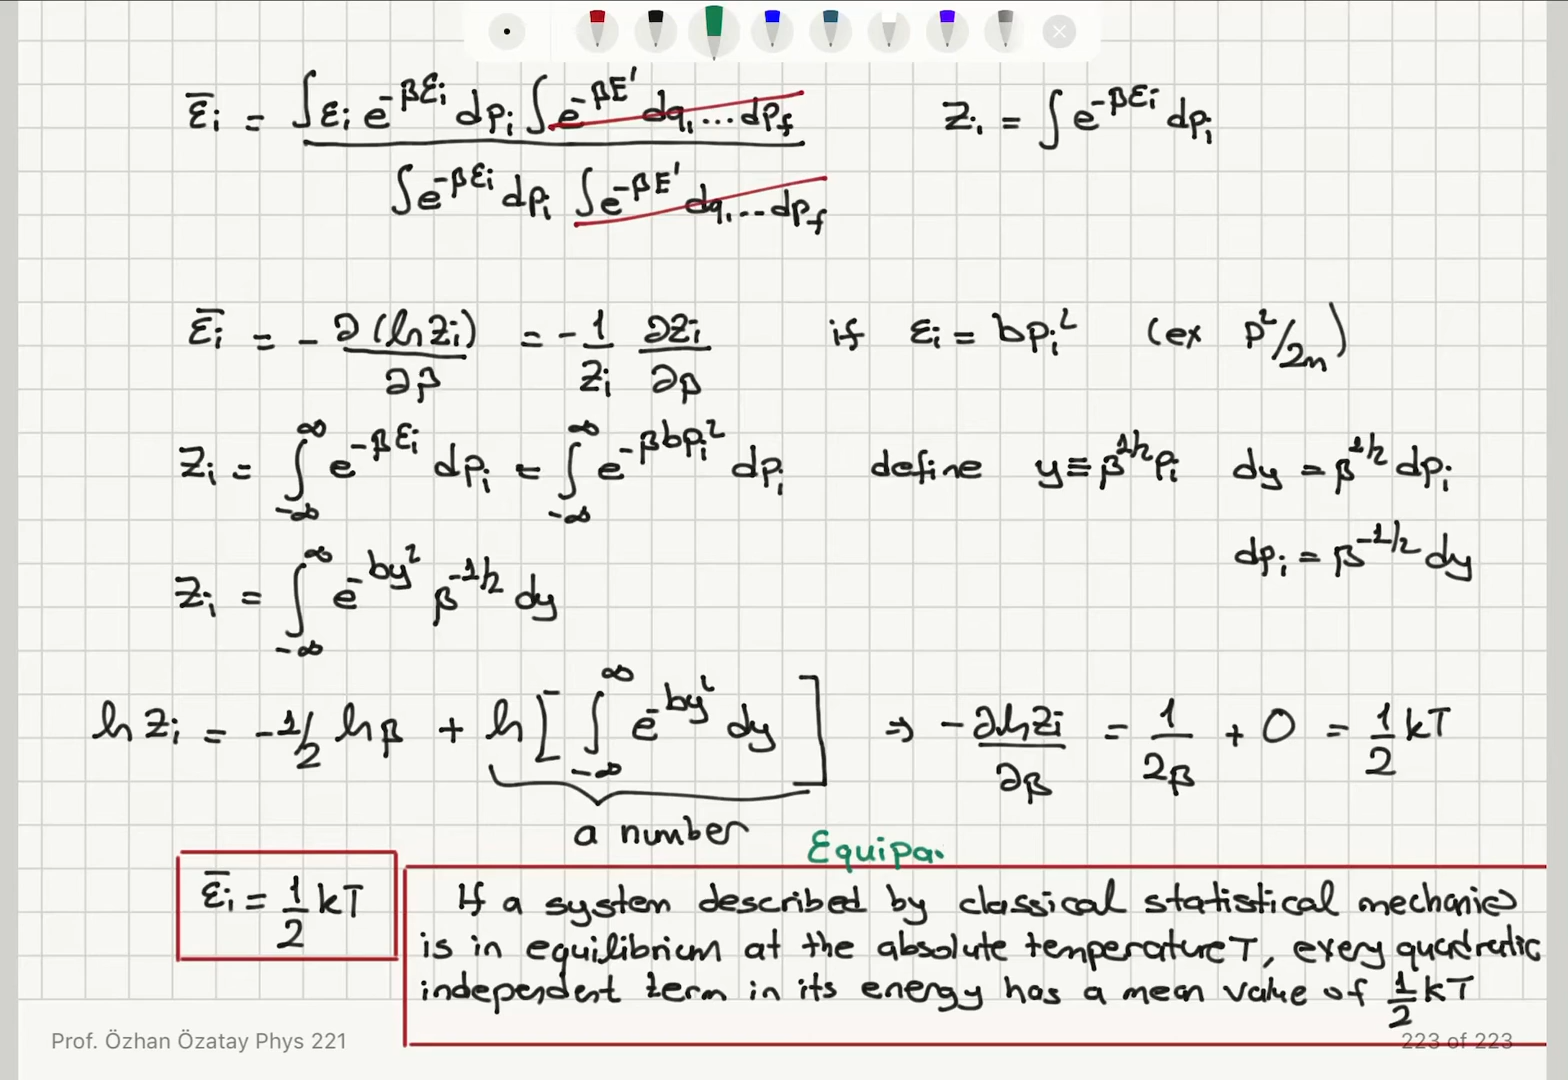 ε̄ᵢ = ∫εᵢ e^(-βεᵢ) dpᵢ ∫e^(-βE') dq₁...dp_f / ∫e^(-βεᵢ) dpᵢ ∫e^(-βE') dq₁...dp_f    Zᵢ = ∫e^(-βεᵢ) dpᵢ
ε̄ᵢ = - ∂(ln Zᵢ)/∂β = - 1/Zᵢ ∂Zᵢ/∂β    if εᵢ = bpᵢ² (ex p²/2m)
Zᵢ = ∫_{-∞}^{∞} e^(-βεᵢ) dpᵢ = ∫_{-∞}^{∞} e^(-βbpᵢ²) dpᵢ    define y ≡ β^(1/2) pᵢ    dy = β^(1/2) dpᵢ
dpᵢ = β^(-1/2) dy
Zᵢ = ∫_{-∞}^{∞} e^(-by²) β^(-1/2) dy
ln Zᵢ = -1/2 ln β + ln [ ∫_{-∞}^{∞} e^(-by²) dy ] ⇒ -∂ln Zᵢ/∂β = 1/2β + 0 = 1/2 kT
a number
Equipa
ε̄ᵢ = 1/2 kT
If a system described by classical statistical mechanics
is in equilibrium at the absolute temperature T, every quadratic
independent term in its energy has a mean value of 1/2 kT
Prof. Özhan Özatay Phys 221
223 of 223